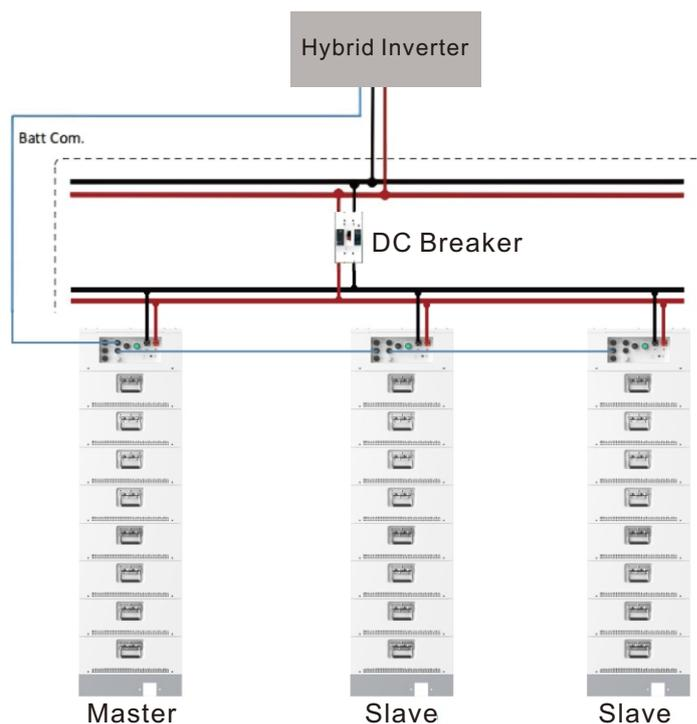 Hybrid Inverter
Batt Com.
DC Breaker
Master
Slave
Slave